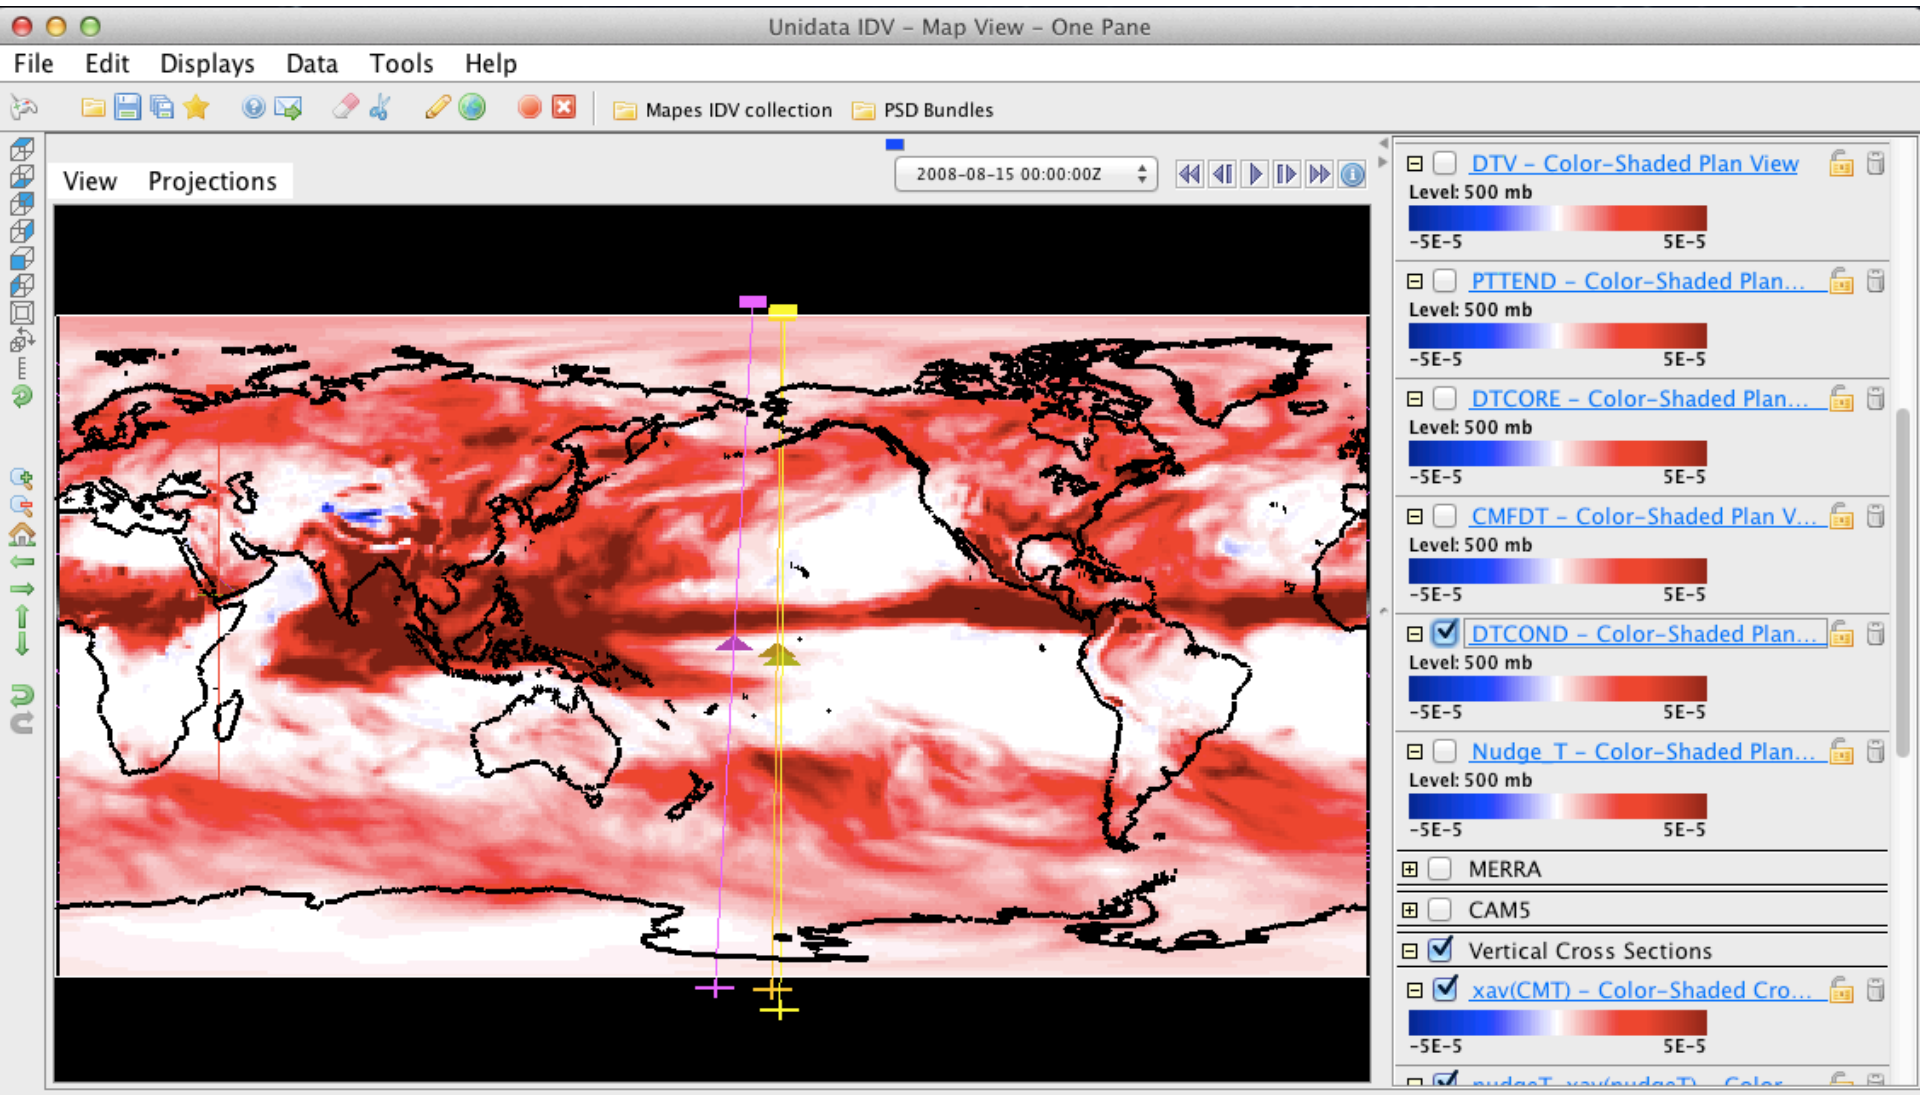 Unidata IDV – Map View – One Pane
File Edit Displays Data Tools Help
Mapes IDV collection PSD Bundles
View Projections
2008-08-15 00:00:00Z
DTV – Color-Shaded Plan View
Level: 500 mb
-5E-5 5E-5
PTTEND – Color-Shaded Plan...
Level: 500 mb
-5E-5 5E-5
DTCORE – Color-Shaded Plan...
Level: 500 mb
-5E-5 5E-5
CMFDT – Color-Shaded Plan V...
Level: 500 mb
-5E-5 5E-5
DTCOND – Color-Shaded Plan...
Level: 500 mb
-5E-5 5E-5
Nudge_T – Color-Shaded Plan...
Level: 500 mb
-5E-5 5E-5
MERRA
CAM5
Vertical Cross Sections
xav(CMT) – Color-Shaded Cro...
-5E-5 5E-5